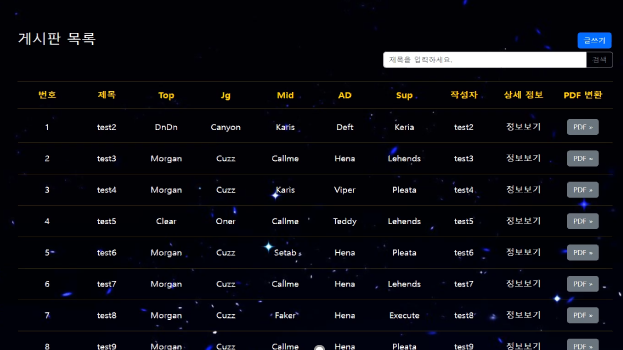 게시판 목록
글쓰기
제목을 입력하세요. 검색
번호 제목 Top Jg Mid AD Sup 작성자 상세 정보 PDF 변환
1 test2 DnDn Canyon Karis Deft Keria test2 정보보기 PDF »
2 test3 Morgan Cuzz Callme Hena Lehends test3 정보보기 PDF »
3 test4 Morgan Cuzz Karis Viper Pleata test4 정보보기 PDF »
4 test5 Clear Oner Callme Teddy Lehends test5 정보보기 PDF »
5 test6 Morgan Cuzz Setab Hena Pleata test6 정보보기 PDF »
6 test7 Morgan Cuzz Callme Hena Lehends test7 정보보기 PDF »
7 test8 Morgan Cuzz Faker Hena Execute test8 정보보기 PDF »
8 test9 Morgan Cuzz Callme Hena Pleata test9 정보보기 PDF »